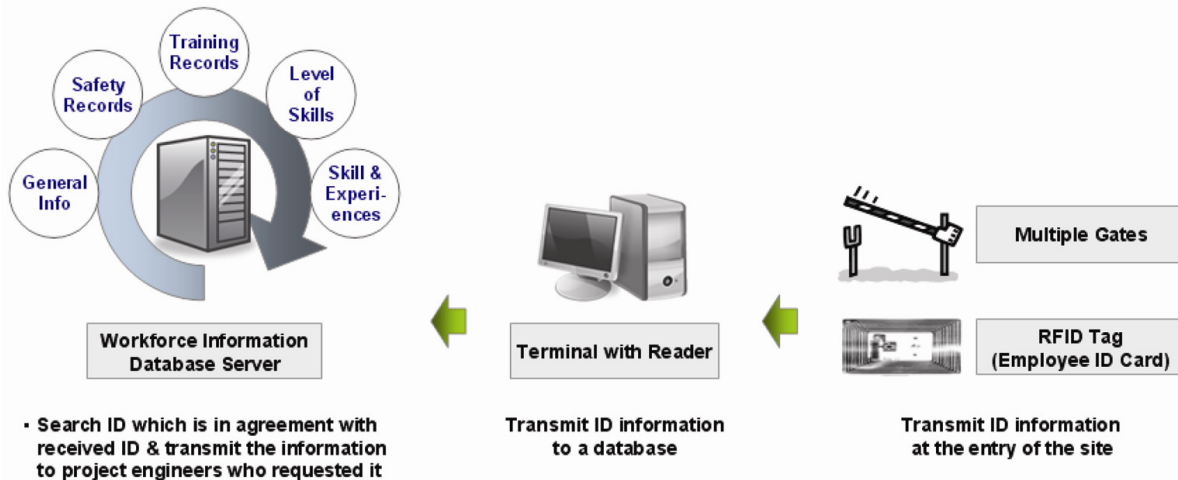 Training
Records
Safety
Records
Level
of
Skills
General
Info
Skill &
Experi-
ences
Multiple Gates
Workforce Information
Database Server
Terminal with Reader
RFID Tag
(Employee ID Card)
▪ Search ID which is in agreement with
received ID & transmit the information
to project engineers who requested it
Transmit ID information
to a database
Transmit ID information
at the entry of the site